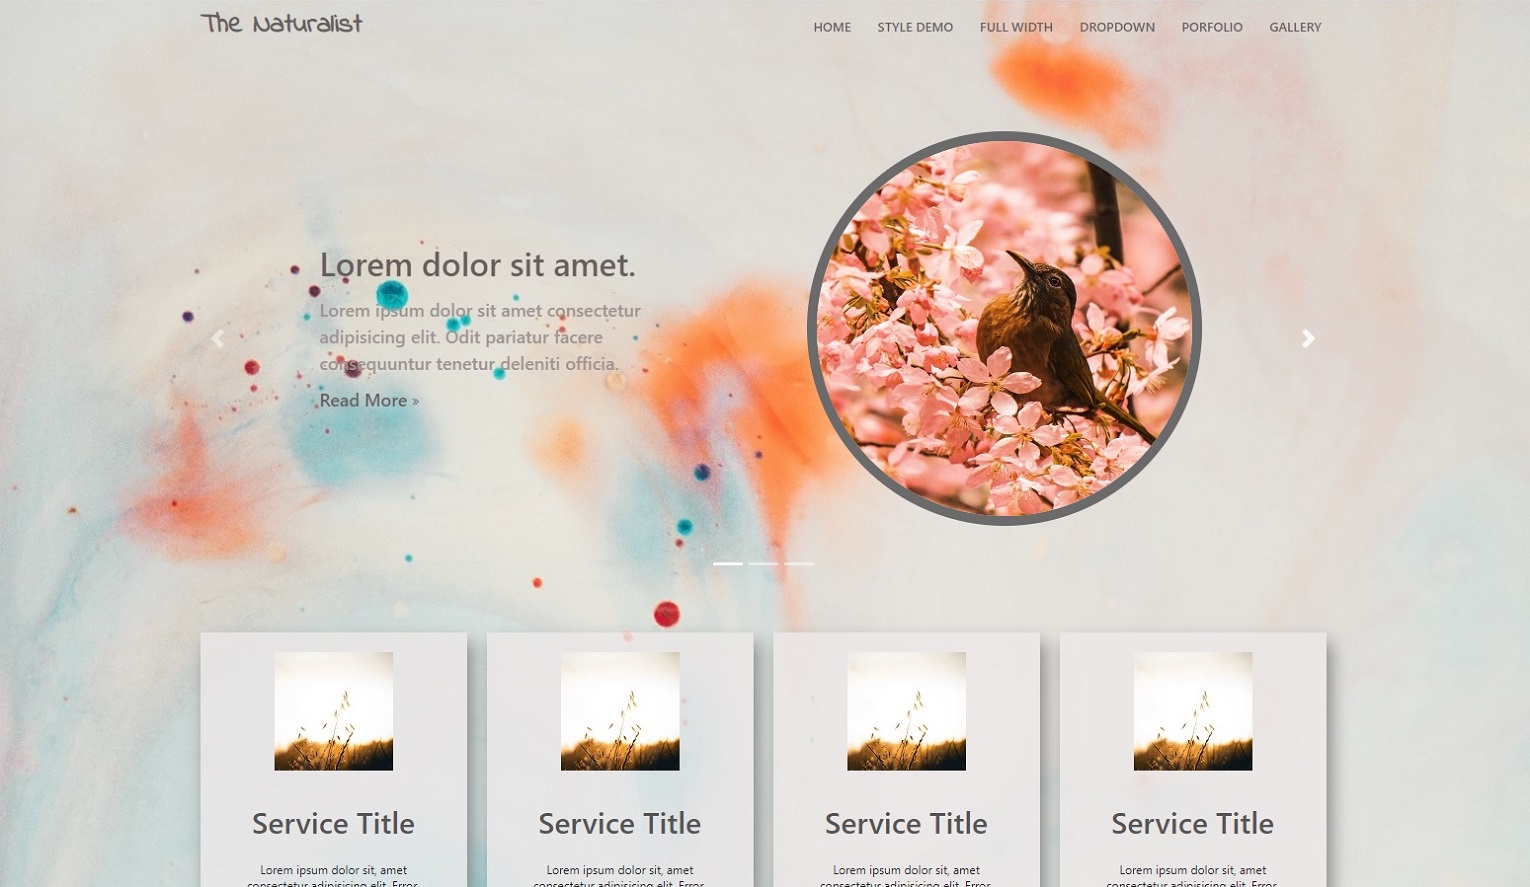 The Naturalist
HOME STYLE DEMO FULL WIDTH DROPDOWN PORFOLIO GALLERY
Lorem dolor sit amet.
Lorem ipsum dolor sit amet consectetur
adipisicing elit. Odit pariatur facere
consequuntur tenetur deleniti officia.
Read More »
Service Title
Lorem ipsum dolor sit, amet
consectetur adipisicing elit. Error
Service Title
Lorem ipsum dolor sit, amet
consectetur adipisicing elit. Error
Service Title
Lorem ipsum dolor sit, amet
consectetur adipisicing elit. Error
Service Title
Lorem ipsum dolor sit, amet
consectetur adipisicing elit. Error